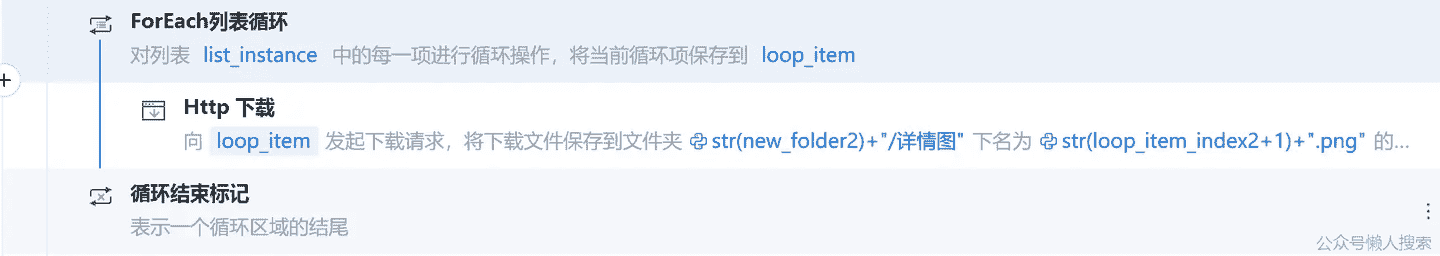 ForEach列表循环
对列表 list_instance 中的每一项进行循环操作，将当前循环项保存到 loop_item
Http 下载
向 loop_item 发起下载请求，将下载文件保存到文件夹 str(new_folder2)+"/详情图" 下名为 str(loop_item_index2+1)+".png" 的...
循环结束标记
表示一个循环区域的结尾
公众号懒人搜索